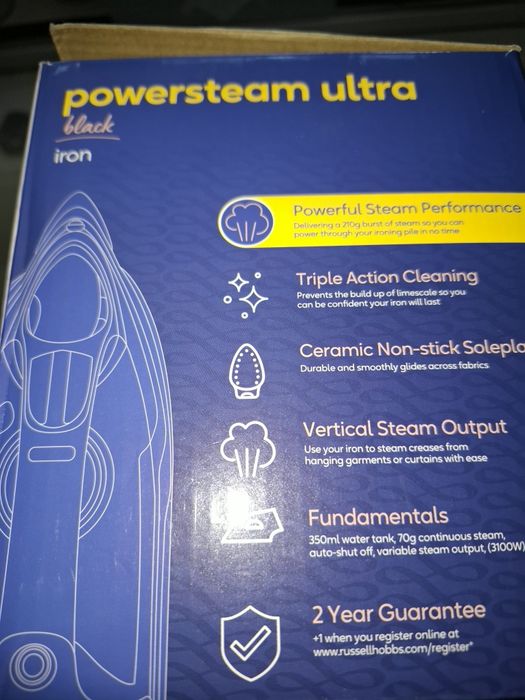 powersteam ultra
black
iron
Powerful Steam Performance
Delivering a 210g burst of steam so you can
power through your ironing pile in no time
Triple Action Cleaning
Prevents the build up of limescale so you
can be confident your iron will last
Ceramic Non-stick Solepla
Durable and smoothly glides across fabrics
Vertical Steam Output
Use your iron to steam creases from
hanging garments or curtains with ease
Fundamentals
350ml water tank, 70g continuous steam,
auto-shut off, variable steam output, (3100W)
2 Year Guarantee
+1 when you register online at
www.russellhobbs.com/register*